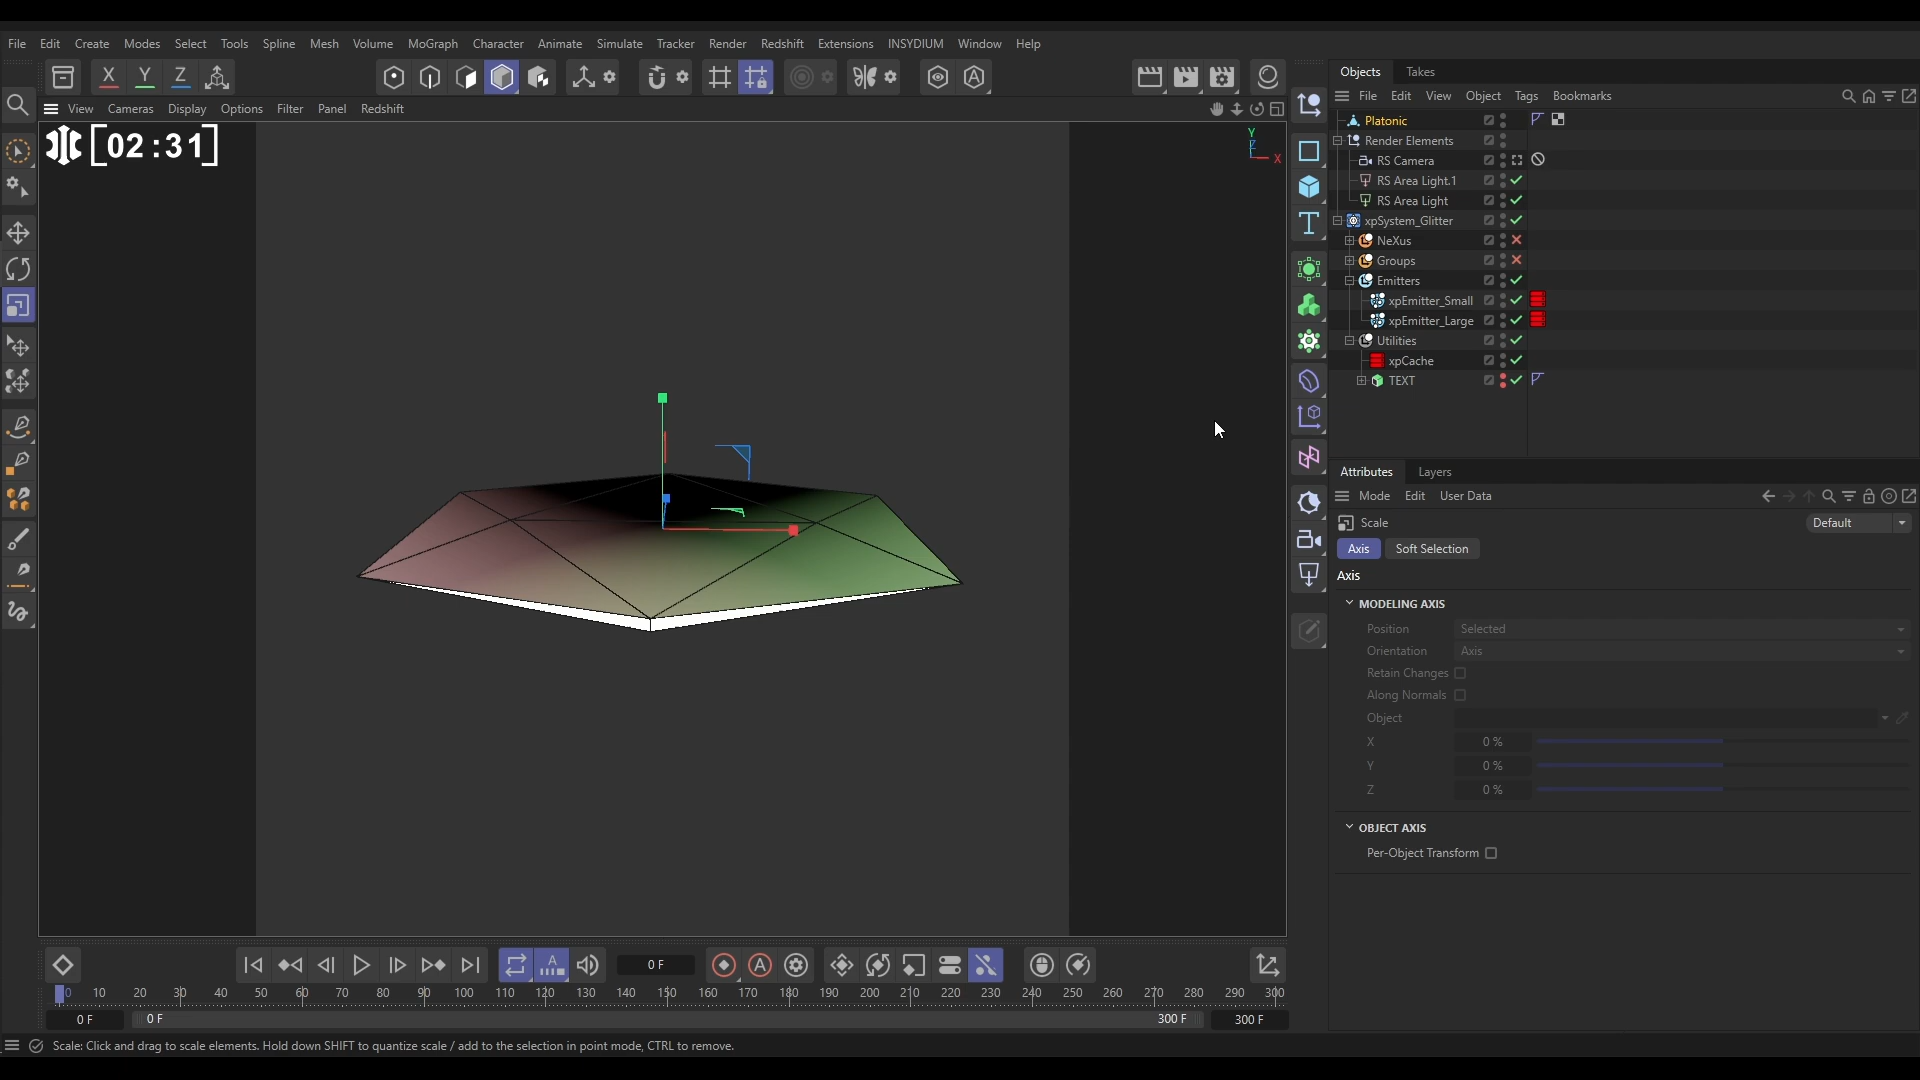 File Edit Create Modes Select Tools Spline Mesh Volume MoGraph Character Animate Simulate Tracker Render Redshift Extensions INSYDIUM Window Help
X Y Z
View Cameras Display Options Filter Panel Redshift
[02:31]
Y
Z
X
Objects Takes
File Edit View Object Tags Bookmarks
Platonic
Render Elements
RS Camera
RS Area Light.1
RS Area Light
xpSystem_Glitter
NeXus
Groups
Emitters
xpEmitter_Small
xpEmitter_Large
Utilities
xpCache
TEXT
Attributes Layers
Mode Edit User Data
Scale Default
Axis Soft Selection
Axis
MODELING AXIS
Position Selected
Orientation Axis
Retain Changes
Along Normals
Object
X 0 %
Y 0 %
Z 0 %
OBJECT AXIS
Per-Object Transform
0 F
0 10 20 30 40 50 60 70 80 90 100 110 120 130 140 150 160 170 180 190 200 210 220 230 240 250 260 270 280 290 300
0 F 0 F 300 F 300 F
Scale: Click and drag to scale elements. Hold down SHIFT to quantize scale / add to the selection in point mode, CTRL to remove.